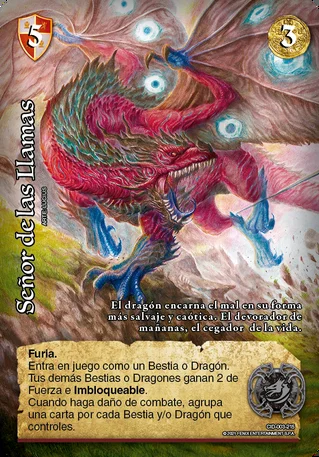 5
3
Señor de las Llamas
El dragón encarna el mal en su forma
más salvaje y caótica. El devorador de
mañanas, el cegador de la vida.
Furia.
Entra en juego como un Bestia o Dragón.
Tus demás Bestias o Dragones ganan 2 de
Fuerza e Imbloqueable.
Cuando haga daño de combate, agrupa
una carta por cada Bestia y/o Dragón que
controles.